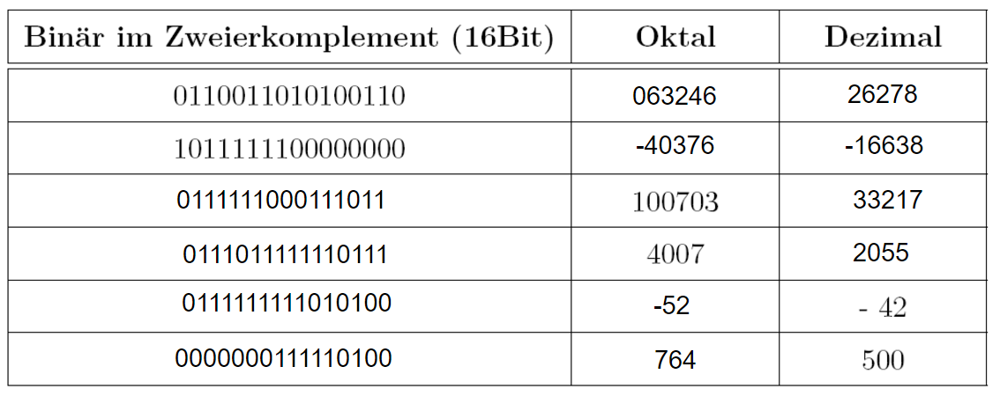 Binär im Zweierkomplement (16Bit) Oktal Dezimal
0110011010100110 063246 26278
1011111100000000 -40376 -16638
0111111000111011 100703 33217
0111011111110111 4007 2055
0111111111010100 -52 - 42
0000000111110100 764 500